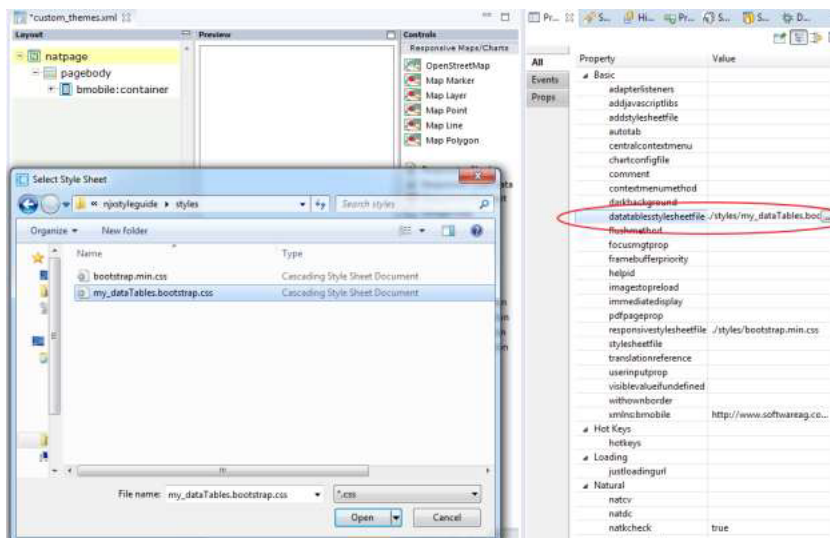 *custom_themes.xml
Layout
Preview
Controls
natpage
pagebody
bmobile:container
Responsive Maps/Charts
OpenStreetMap
Map Marker
Map Layer
Map Point
Map Line
Map Polygon
Select Style Sheet
« njxstyleguide ▸ styles
Search styles
Organize
New folder
Name
Type
bootstrap.min.css
Cascading Style Sheet Document
my_dataTables.bootstrap.css
Cascading Style Sheet Document
File name:
my_dataTables.bootstrap.css
*.css
Open
Cancel
Pr...
S...
Hi...
Pr...
S...
S...
D...
All
Events
Props
Property
Value
Basic
adapterlisteners
addjavascriptlibs
addstylesheetfile
autotab
centralcontextmenu
chartconfigfile
comment
contextmenumethod
darkbackground
datatablesstylesheetfile
./styles/my_dataTables.boo
flushmethod
focusmgtprop
framebufferpriority
helpid
imagestopreload
immediatedisplay
pdfpageprop
responsivestylesheetfile
./styles/bootstrap.min.css
stylesheetfile
translationreference
userinputprop
visiblevalueifundefined
withownborder
xmlns:bmobile
http://www.softwareag.co...
Hot Keys
hotkeys
Loading
justloadingurl
Natural
natcv
natdc
natkcheck
true